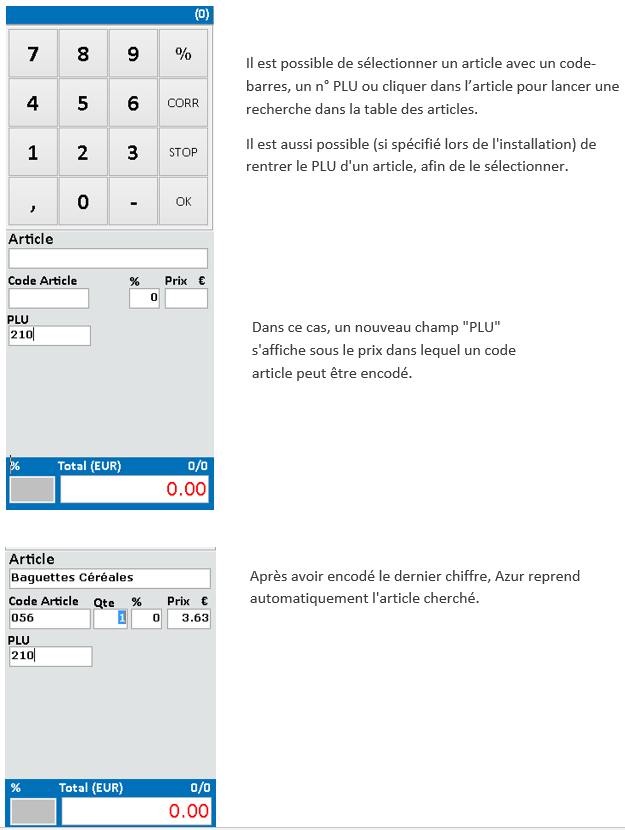 (0)
7 8 9 %
4 5 6 CORR
1 2 3 STOP
, 0 - OK
Il est possible de sélectionner un article avec un code-
barres, un n° PLU ou cliquer dans l’article pour lancer une
recherche dans la table des articles.
Il est aussi possible (si spécifié lors de l'installation) de
rentrer le PLU d'un article, afin de le sélectionner.
Article
Code Article % Prix €
0
PLU
210
Dans ce cas, un nouveau champ "PLU"
s'affiche sous le prix dans lequel un code
article peut être encodé.
% Total (EUR) 0/0
0.00
Article
Baguettes Céréales
Code Article Qte % Prix €
056 1 0 3.63
PLU
210
Après avoir encodé le dernier chiffre, Azur reprend
automatiquement l'article cherché.
% Total (EUR) 0/0
0.00